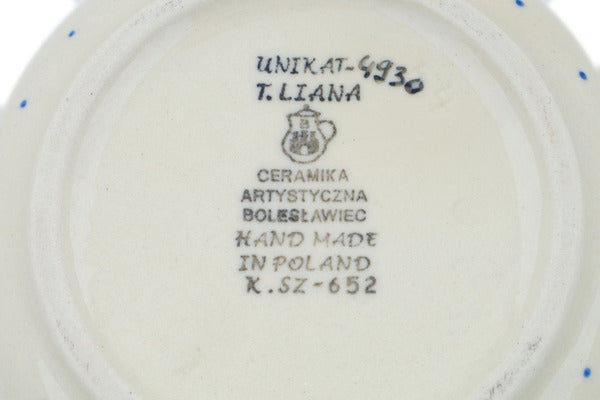 UNIKAT-4930
T. LIANA
B
CERAMIKA
ARTYSTYCZNA
BOLESŁAWIEC
HAND MADE
IN POLAND
K.SZ-652